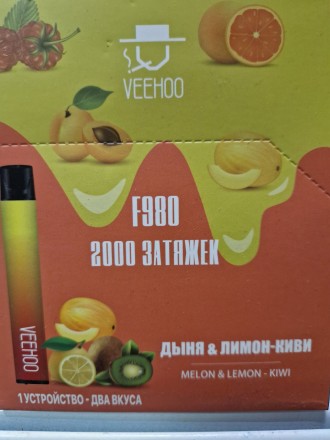 VEEHOO
F980
2000 ЗАТЯЖЕК
VEEHOO
ДЫНЯ & ЛИМОН-КИВИ
MELON & LEMON - KIWI
1 УСТРОЙСТВО - ДВА ВКУСА